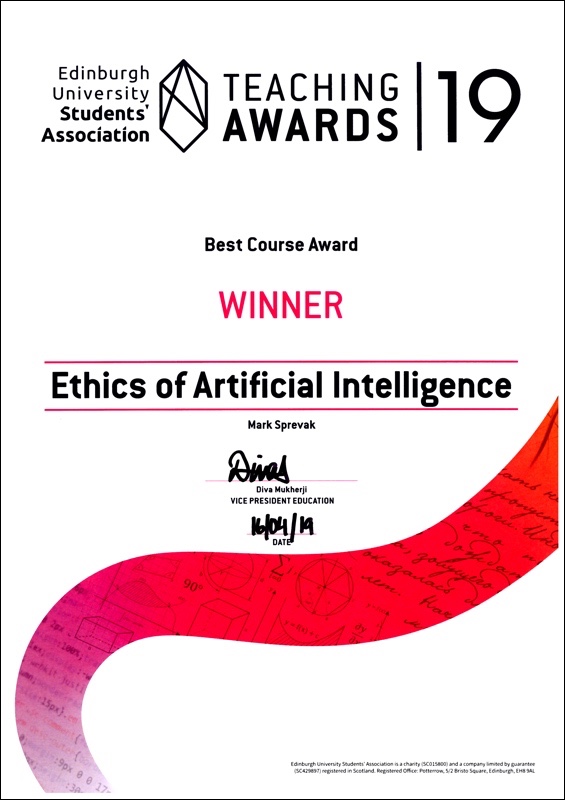 Edinburgh
University
Students'
Association
TEACHING
AWARDS
19
Best Course Award
WINNER
Ethics of Artificial Intelligence
Mark Sprevak
Divas
Diva Mukherji
VICE PRESIDENT EDUCATION
16/04/19
DATE
90°
Edinburgh University Students' Association is a charity (SC015800) and a company limited by guarantee
(SC429897) registered in Scotland. Registered Office: Potterrow, 5/2 Bristo Square, Edinburgh, EH8 9AL